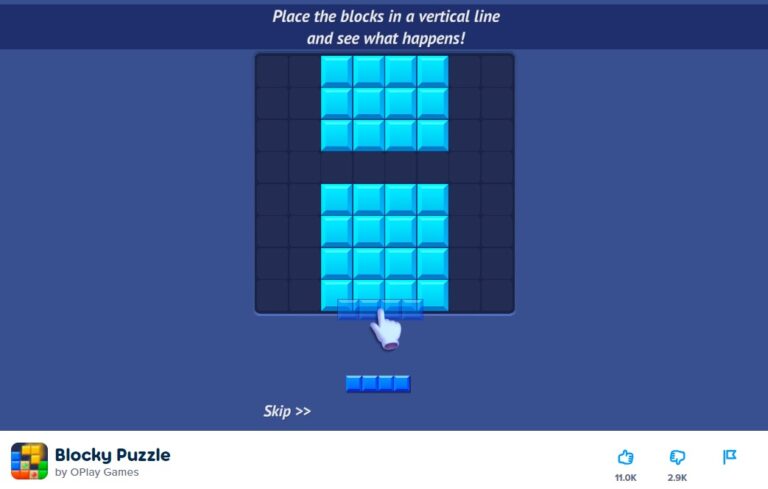 Place the blocks in a vertical line
and see what happens!
Skip >>
Blocky Puzzle
by OPlay Games
11.0K
2.9K